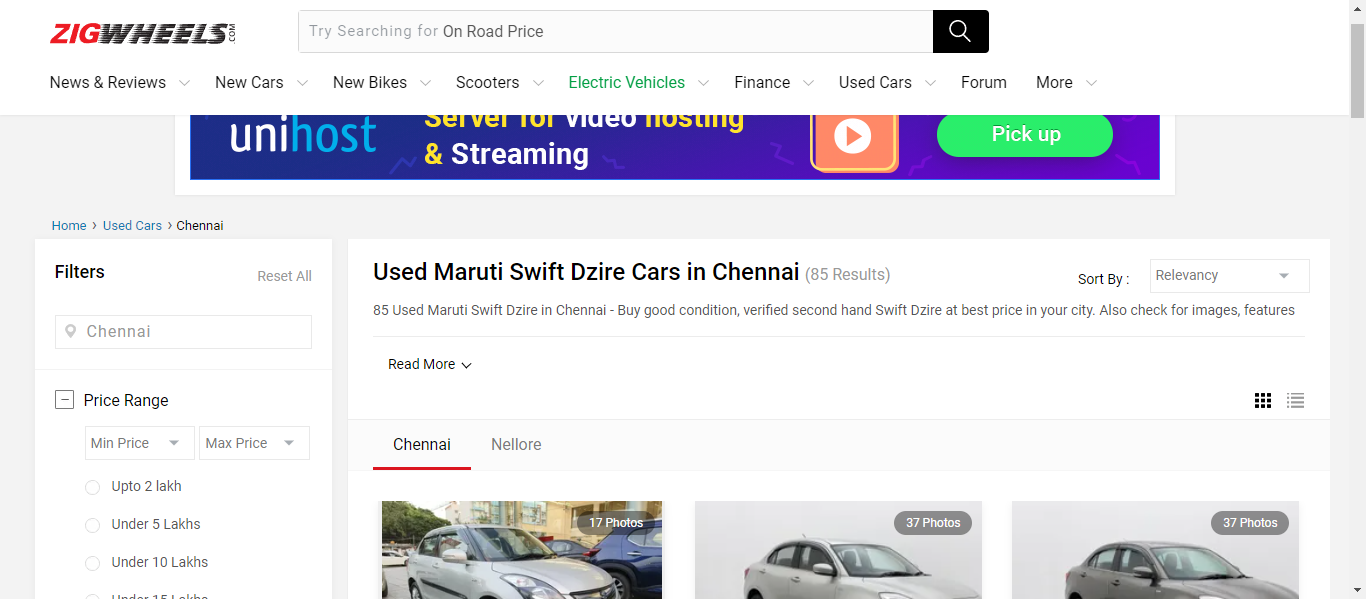 ZIGWHEELS.COM
Try Searching for On Road Price
News & Reviews New Cars New Bikes Scooters Electric Vehicles Finance Used Cars Forum More
unihost
Server for video hosting
& Streaming
Pick up
Home › Used Cars › Chennai
Filters
Reset All
Chennai
Price Range
Min Price Max Price
Upto 2 lakh
Under 5 Lakhs
Under 10 Lakhs
Under 15 Lakhs
Used Maruti Swift Dzire Cars in Chennai (85 Results)
Sort By : Relevancy
85 Used Maruti Swift Dzire in Chennai - Buy good condition, verified second hand Swift Dzire at best price in your city. Also check for images, features
Read More
Chennai Nellore
17 Photos
37 Photos
37 Photos